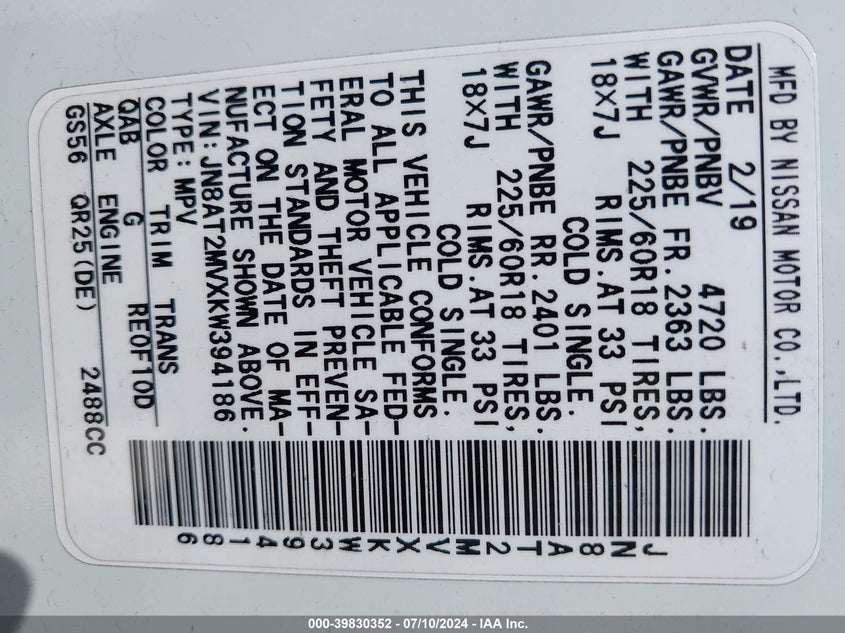 MFD BY NISSAN MOTOR CO.,LTD.
DATE 2/19
GVWR/PNBV 4720 LBS.
GAWR/PNBE FR. 2363 LBS.
WITH 225/60R18 TIRES,
18×7J RIMS.AT 33 PSI
COLD SINGLE.
GAWR/PNBE RR. 2401 LBS.
WITH 225/60R18 TIRES,
18×7J RIMS.AT 33 PSI
COLD SINGLE.
THIS VEHICLE CONFORMS
TO ALL APPLICABLE FED-
ERAL MOTOR VEHICLE SA-
FETY AND THEFT PREVEN-
TION STANDARDS IN EFF-
ECT ON THE DATE OF MA-
NUFACTURE SHOWN ABOVE.
VIN: JN8AT2MVXKW394186
TYPE: MPV
COLOR TRIM TRANS
QAB G RE0F10D
AXLE ENGINE
GS56 QR25(DE) 2488CC
JN8AT2MVXKW394186
000-39830352 - 07/10/2024 - IAA Inc.